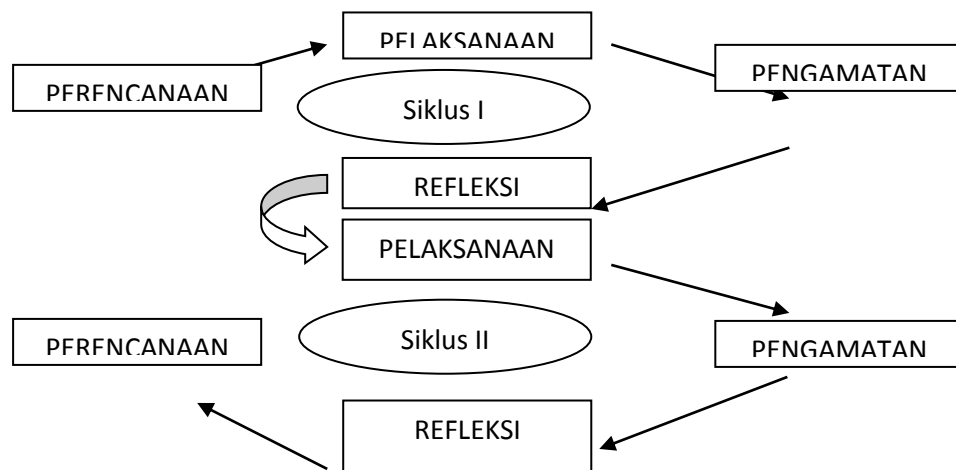 PELAKSANAAN
PERENCANAAN
PENGAMATAN
Siklus I
REFLEKSI
PELAKSANAAN
Siklus II
PERENCANAAN
PENGAMATAN
REFLEKSI